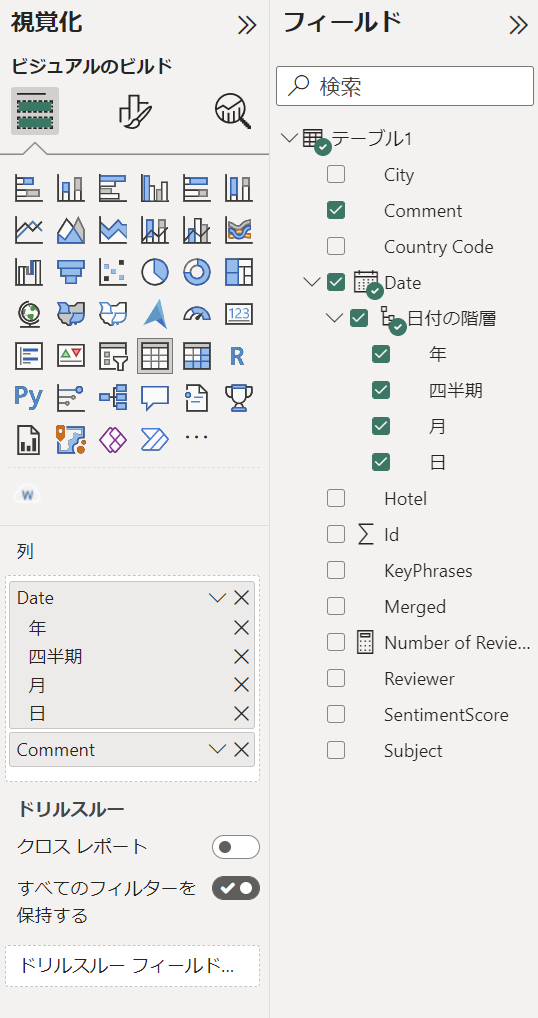 視覚化
ビジュアルのビルド
123
R
Py
W
列
Date
年
四半期
月
日
Comment
ドリルスルー
クロス レポート
すべてのフィルターを
保持する
ドリルスルー フィールド...
フィールド
検索
テーブル1
City
Comment
Country Code
Date
日付の階層
年
四半期
月
日
Hotel
Id
KeyPhrases
Merged
Number of Revie...
Reviewer
SentimentScore
Subject